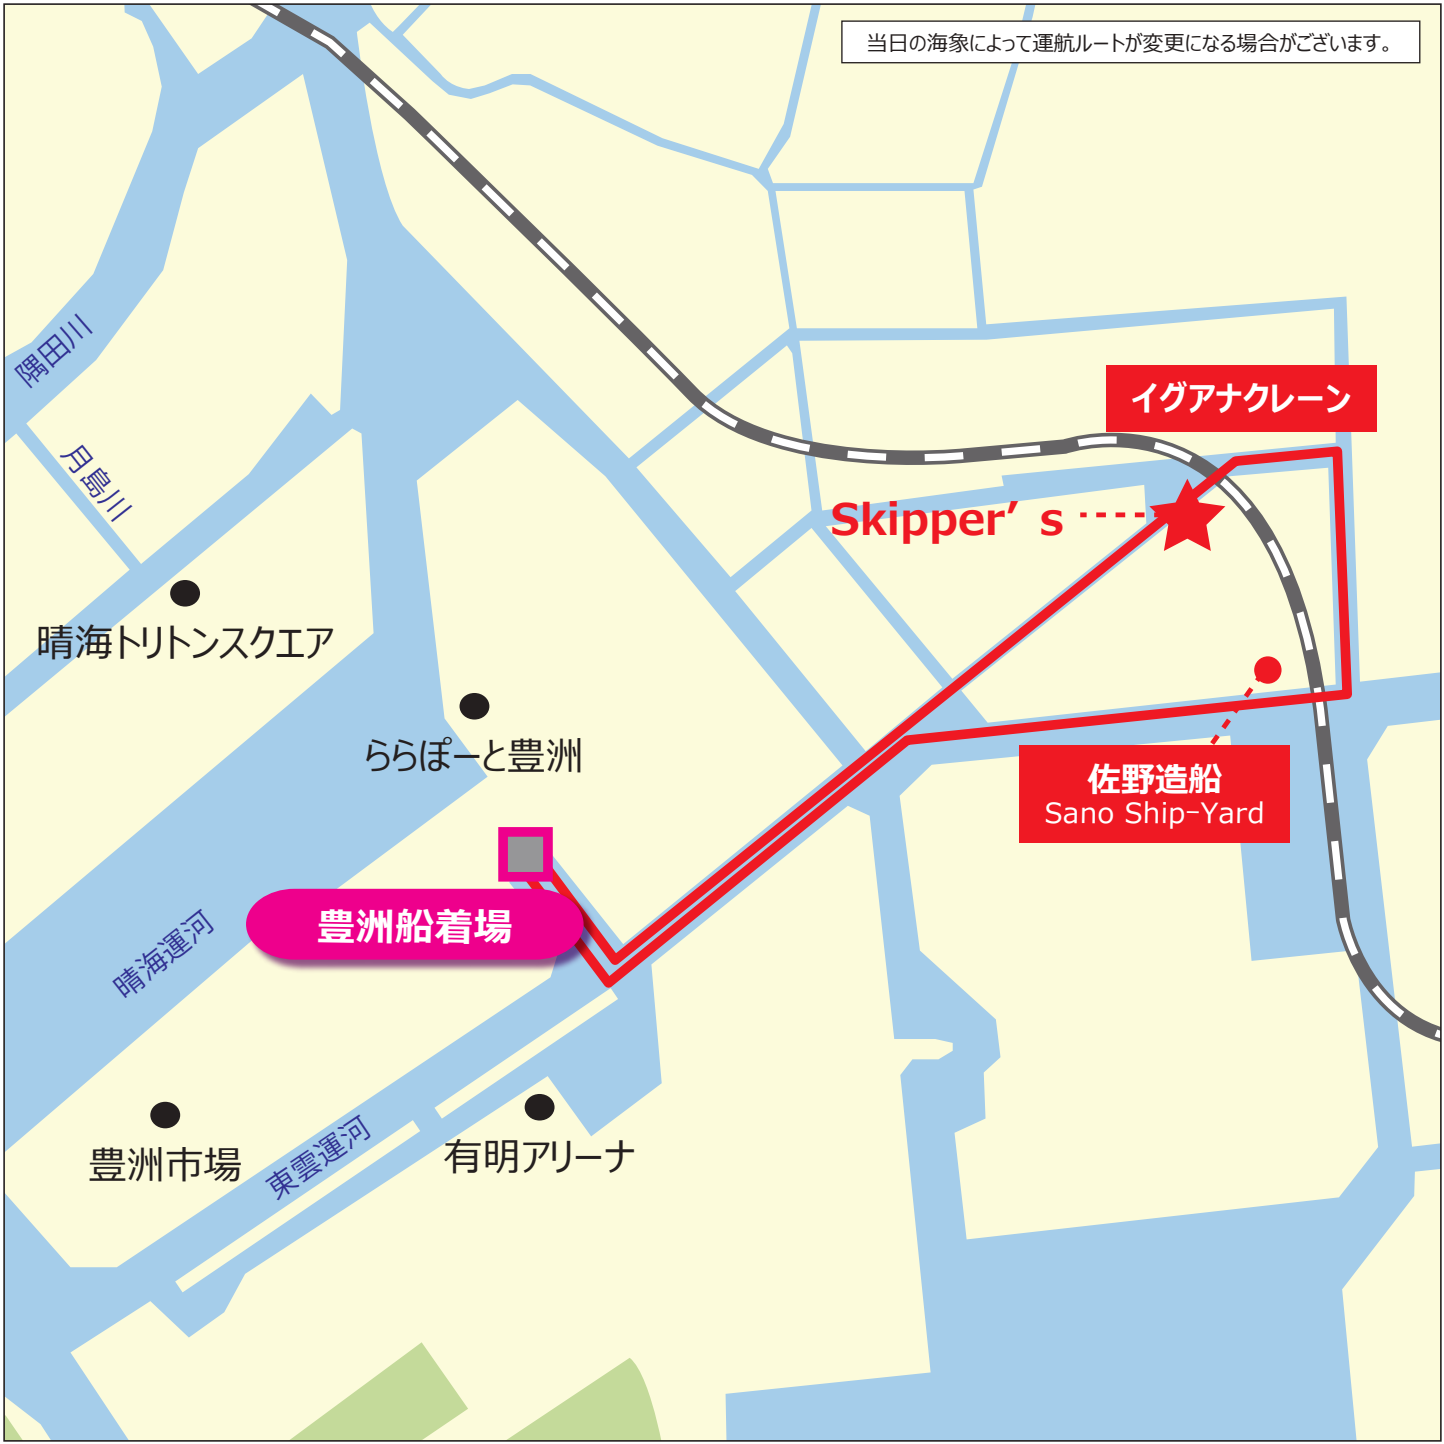 当日の海象によって運航ルートが変更になる場合がございます。
隅田川
イグアナクレーン
月島川
Skipper’s
晴海トリトンスクエア
ららぽーと豊洲
佐野造船
Sano Ship-Yard
豊洲船着場
晴海運河
豊洲市場
東雲運河
有明アリーナ